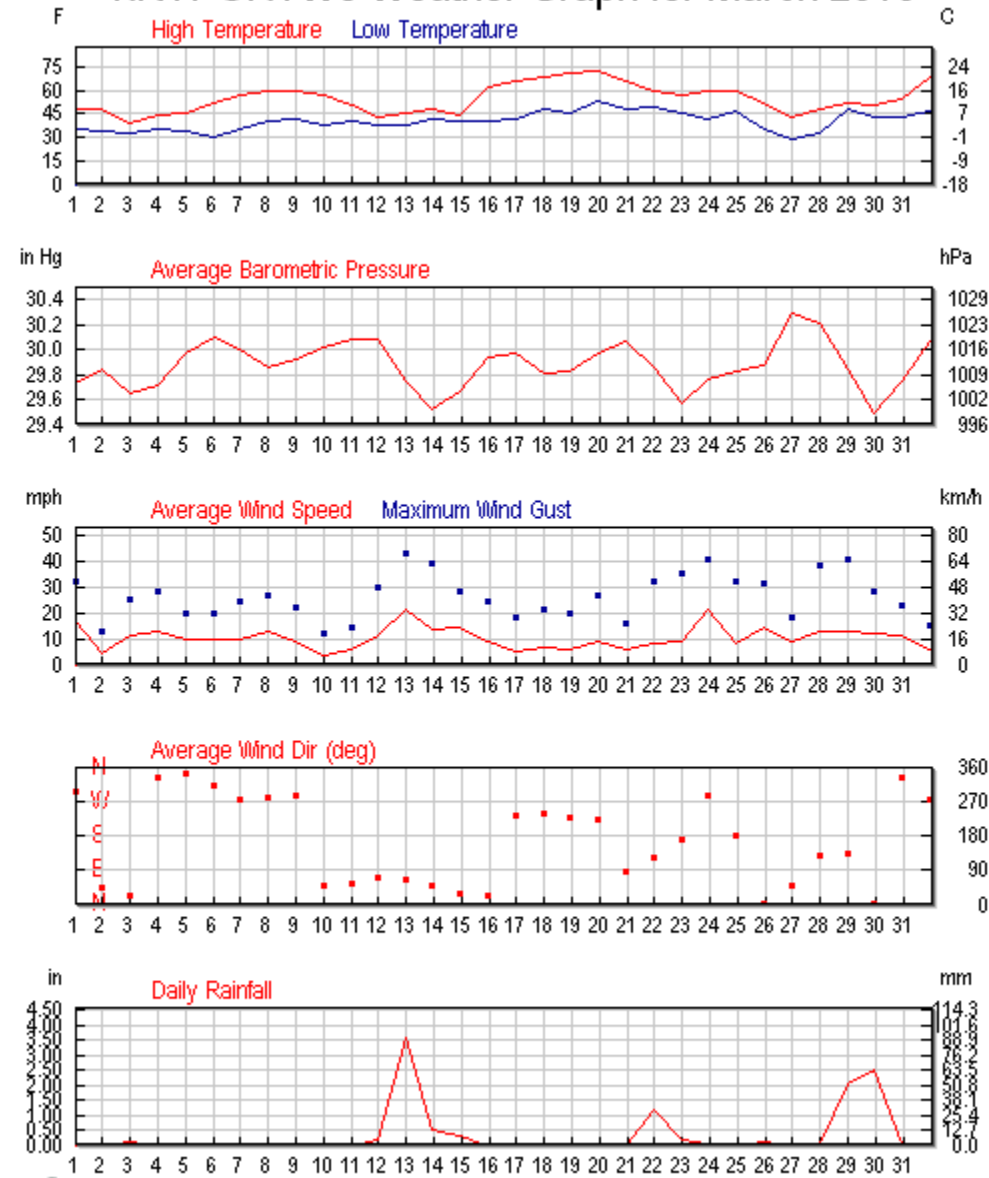 F
C
High Temperature Low Temperature
75 24
60 16
45 7
30 -1
15 -9
0 -18
1 2 3 4 5 6 7 8 9 10 11 12 13 14 15 16 17 18 19 20 21 22 23 24 25 26 27 28 29 30 31
in Hg hPa
Average Barometric Pressure
30.4 1029
30.2 1023
30.0 1016
29.8 1009
29.6 1002
29.4 996
1 2 3 4 5 6 7 8 9 10 11 12 13 14 15 16 17 18 19 20 21 22 23 24 25 26 27 28 29 30 31
mph km/h
Average Wind Speed Maximum Wind Gust
50 80
40 64
30 48
20 32
10 16
0 0
1 2 3 4 5 6 7 8 9 10 11 12 13 14 15 16 17 18 19 20 21 22 23 24 25 26 27 28 29 30 31
Average Wind Dir (deg)
N 360
W 270
S 180
E 90
N 0
1 2 3 4 5 6 7 8 9 10 11 12 13 14 15 16 17 18 19 20 21 22 23 24 25 26 27 28 29 30 31
in mm
Daily Rainfall
4.50 114.3
4.00 101.6
3.50 88.9
3.00 76.2
2.50 63.5
2.00 50.8
1.50 38.1
1.00 25.4
0.50 12.7
0.00 0.0
1 2 3 4 5 6 7 8 9 10 11 12 13 14 15 16 17 18 19 20 21 22 23 24 25 26 27 28 29 30 31